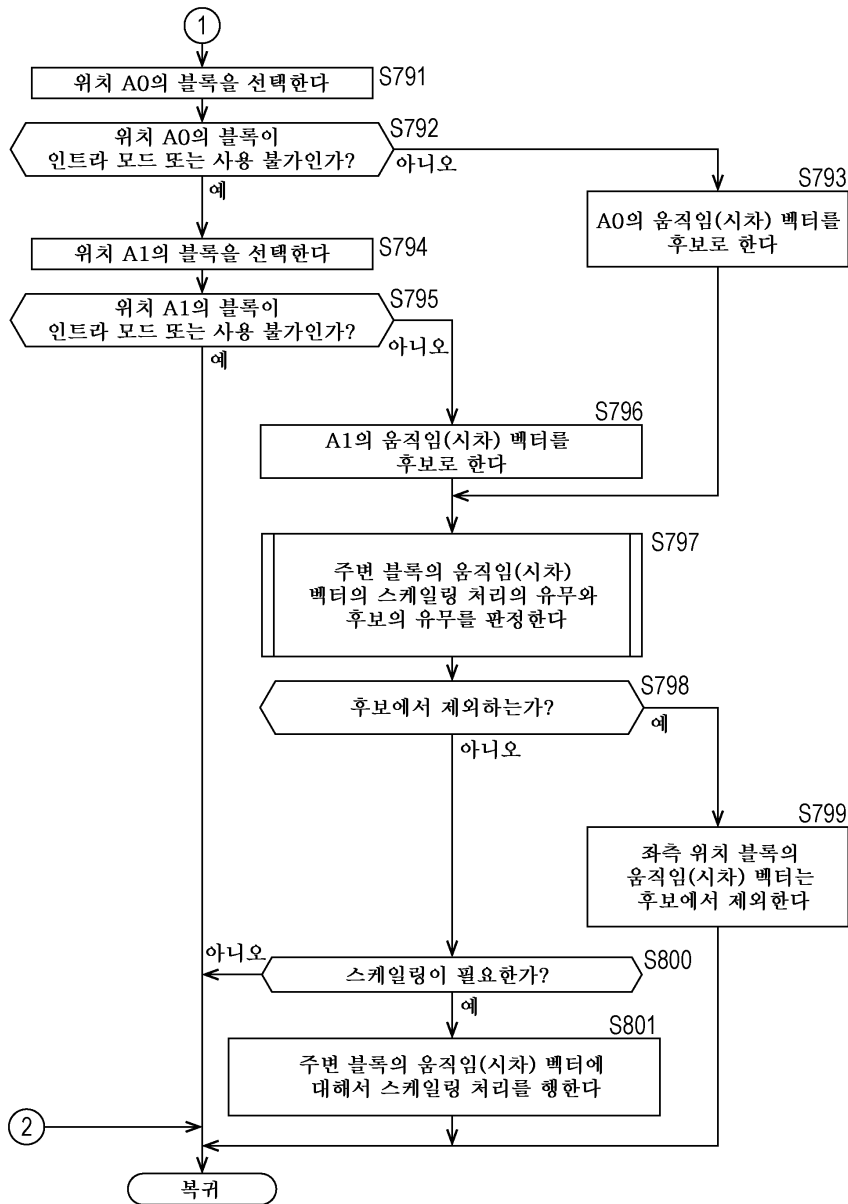 1
위치 A0의 블록을 선택한다
S791
위치 A0의 블록이
인트라 모드 또는 사용 불가인가?
S792
아니오
예
S793
A0의 움직임(시차) 벡터를
후보로 한다
위치 A1의 블록을 선택한다
S794
위치 A1의 블록이
인트라 모드 또는 사용 불가인가?
S795
아니오
예
S796
A1의 움직임(시차) 벡터를
후보로 한다
S797
주변 블록의 움직임(시차)
벡터의 스케일링 처리의 유무와
후보의 유무를 판정한다
S798
후보에서 제외하는가?
예
아니오
S799
좌측 위치 블록의
움직임(시차) 벡터는
후보에서 제외한다
아니오
스케일링이 필요한가?
S800
예
S801
주변 블록의 움직임(시차) 벡터에
대해서 스케일링 처리를 행한다
2
복귀